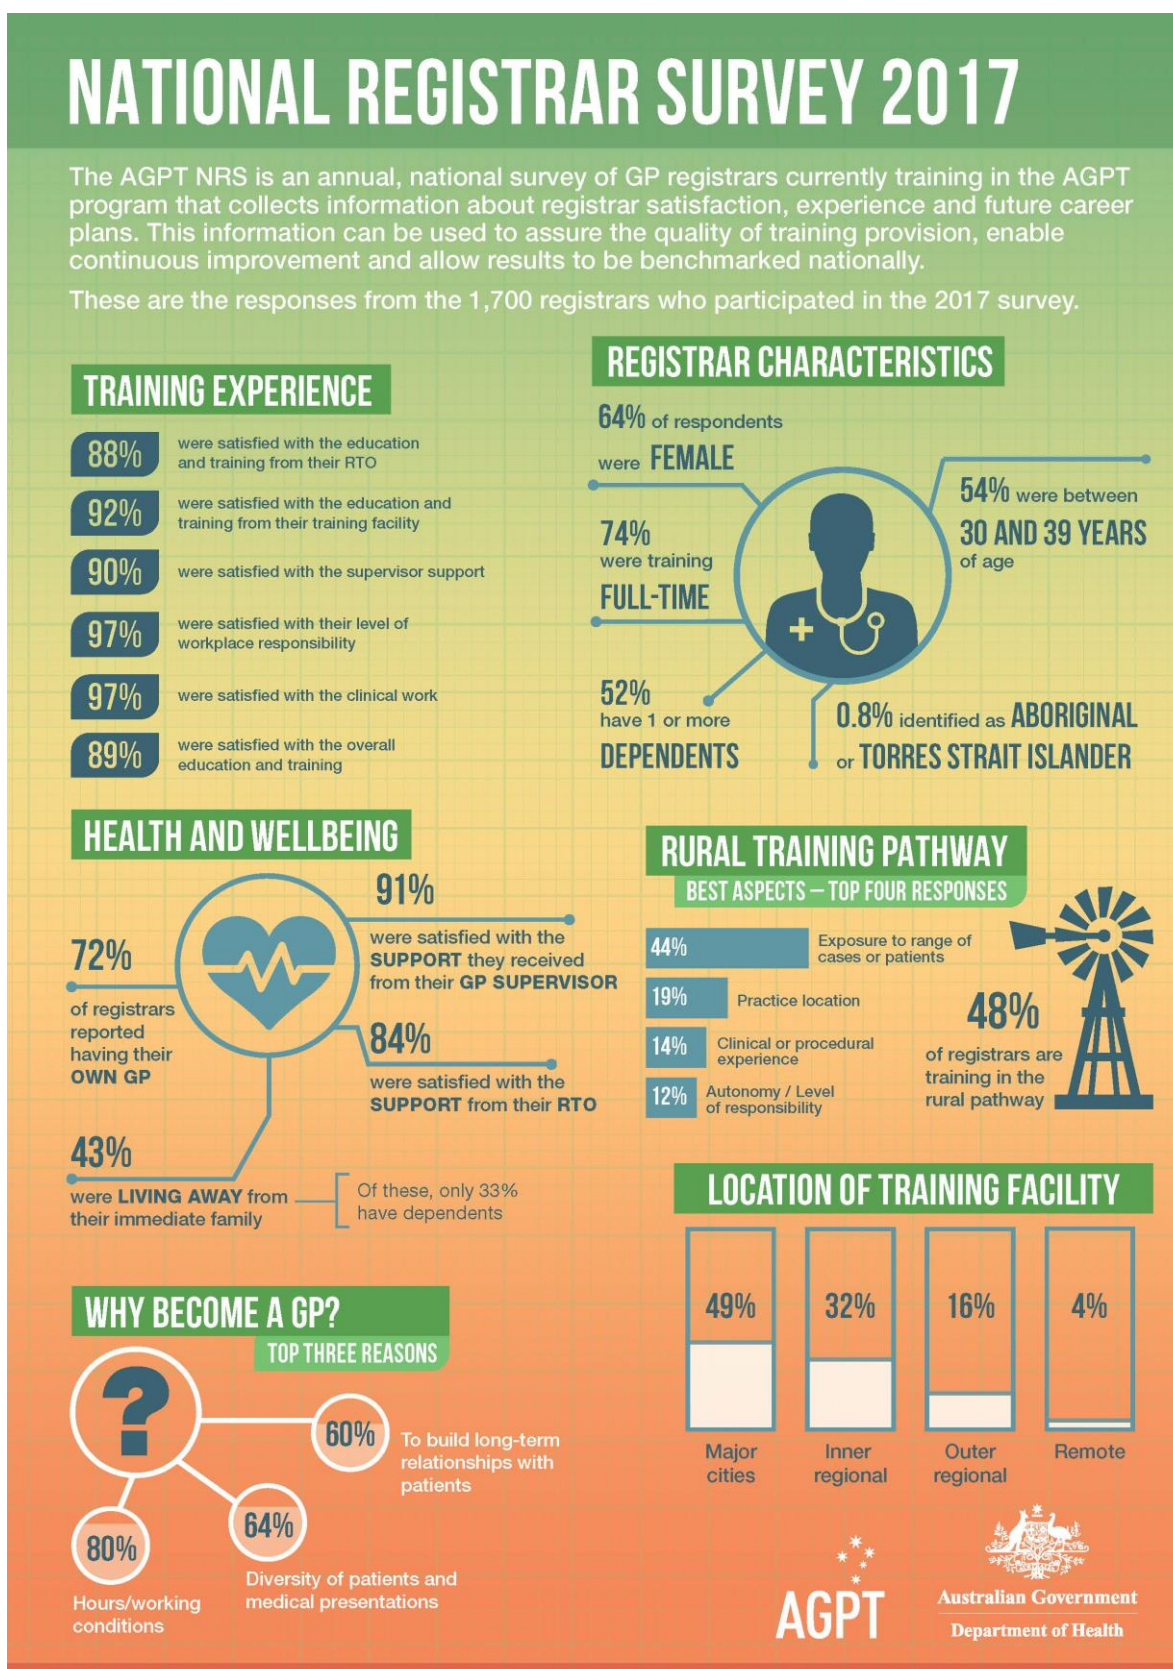 NATIONAL REGISTRAR SURVEY 2017
The AGPT NRS is an annual, national survey of GP registrars currently training in the AGPT
program that collects information about registrar satisfaction, experience and future career
plans. This information can be used to assure the quality of training provision, enable
continuous improvement and allow results to be benchmarked nationally.
These are the responses from the 1,700 registrars who participated in the 2017 survey.
TRAINING EXPERIENCE
88%
were satisfied with the education
and training from their RTO
92%
were satisfied with the education and
training from their training facility
90%
were satisfied with the supervisor support
97%
were satisfied with their level of
workplace responsibility
97%
were satisfied with the clinical work
89%
were satisfied with the overall
education and training
REGISTRAR CHARACTERISTICS
64% of respondents
were FEMALE
74%
were training
FULL-TIME
52%
have 1 or more
DEPENDENTS
54% were between
30 AND 39 YEARS
of age
0.8% identified as ABORIGINAL
or TORRES STRAIT ISLANDER
HEALTH AND WELLBEING
72%
of registrars
reported
having their
OWN GP
91%
were satisfied with the
SUPPORT they received
from their GP SUPERVISOR
84%
were satisfied with the
SUPPORT from their RTO
43%
were LIVING AWAY from
their immediate family
Of these, only 33%
have dependents
RURAL TRAINING PATHWAY
BEST ASPECTS – TOP FOUR RESPONSES
44%
Exposure to range of
cases or patients
19%
Practice location
14%
Clinical or procedural
experience
12%
Autonomy / Level
of responsibility
48%
of registrars are
training in the
rural pathway
LOCATION OF TRAINING FACILITY
49%
32%
16%
4%
Major
cities
Inner
regional
Outer
regional
Remote
WHY BECOME A GP?
TOP THREE REASONS
?
60%
To build long-term
relationships with
patients
64%
Diversity of patients and
medical presentations
80%
Hours/working
conditions
AGPT
Australian Government
Department of Health